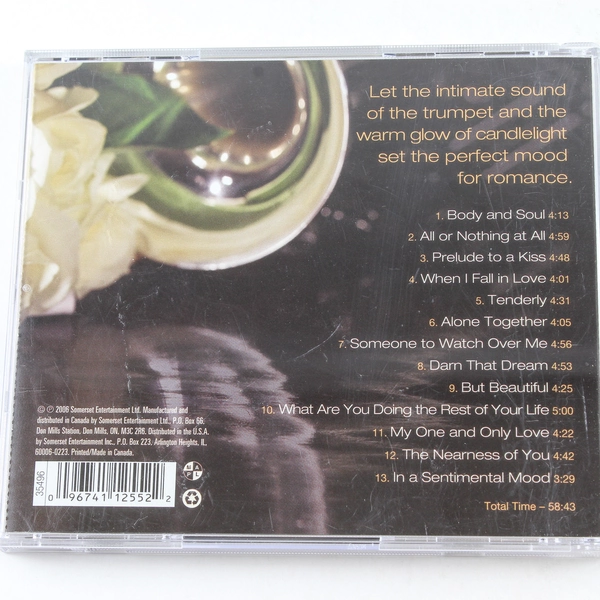 Let the intimate sound
of the trumpet and the
warm glow of candlelight
set the perfect mood
for romance.
1. Body and Soul 4:13
2. All or Nothing at All 4:59
3. Prelude to a Kiss 4:48
4. When I Fall in Love 4:01
5. Tenderly 4:31
6. Alone Together 4:05
7. Someone to Watch Over Me 4:56
8. Darn That Dream 4:53
9. But Beautiful 4:25
10. What Are You Doing the Rest of Your Life 5:00
11. My One and Only Love 4:22
12. The Nearness of You 4:42
13. In a Sentimental Mood 3:29
Total Time – 58:43
© ℗ 2006 Somerset Entertainment Ltd. Manufactured and
distributed in Canada by Somerset Entertainment Ltd., P.O. Box 66,
Don Mills Station, Don Mills, ON, M3C 2R6. Distributed in the U.S.A.
by Somerset Entertainment Inc., P.O. Box 223, Arlington Heights, IL
60006-0223. Printed/Made in Canada.
35496
0 96741 12552 2